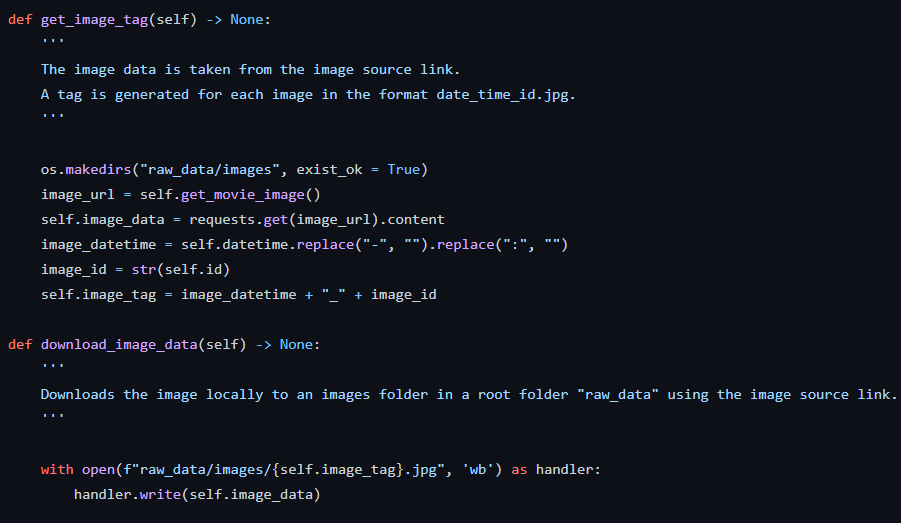 def get_image_tag(self) -> None:
    '''
    The image data is taken from the image source link.
    A tag is generated for each image in the format date_time_id.jpg.
    '''

    os.makedirs("raw_data/images", exist_ok = True)
    image_url = self.get_movie_image()
    self.image_data = requests.get(image_url).content
    image_datetime = self.datetime.replace("-", "").replace(":", "")
    image_id = str(self.id)
    self.image_tag = image_datetime + "_" + image_id

def download_image_data(self) -> None:
    '''
    Downloads the image locally to an images folder in a root folder "raw_data" using the image source link.
    '''

    with open(f"raw_data/images/{self.image_tag}.jpg", 'wb') as handler:
        handler.write(self.image_data)